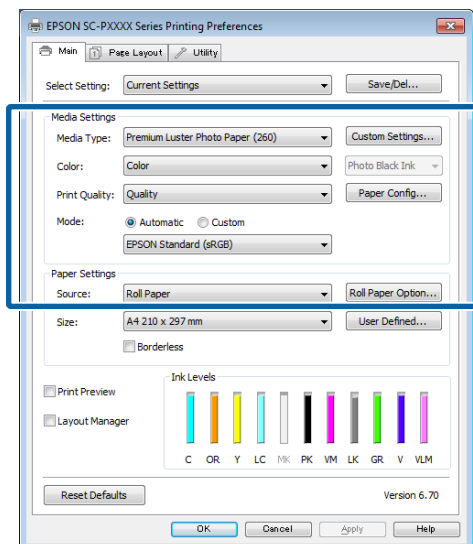 EPSON SC-PXXXX Series Printing Preferences
Main Page Layout Utility
Select Setting: Current Settings Save/Del...
Media Settings
Media Type: Premium Luster Photo Paper (260) Custom Settings...
Color: Color Photo Black Ink
Print Quality: Quality Paper Config...
Mode: Automatic Custom
EPSON Standard (sRGB)
Paper Settings
Source: Roll Paper Roll Paper Option...
Size: A4 210 x 297 mm User Defined...
Borderless
Ink Levels
Print Preview
Layout Manager
C OR Y LC MK PK VM LK GR V VLM
Reset Defaults Version 6.70
OK Cancel Apply Help